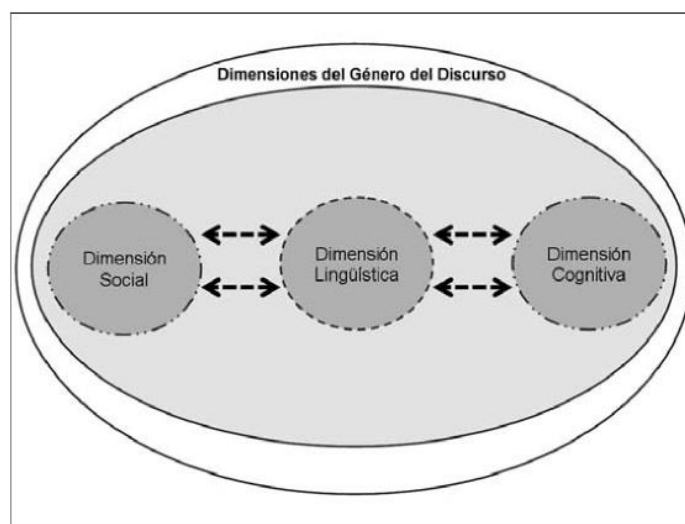 Dimensiones del Género del Discurso
Dimensión
Social
Dimensión
Lingüística
Dimensión
Cognitiva